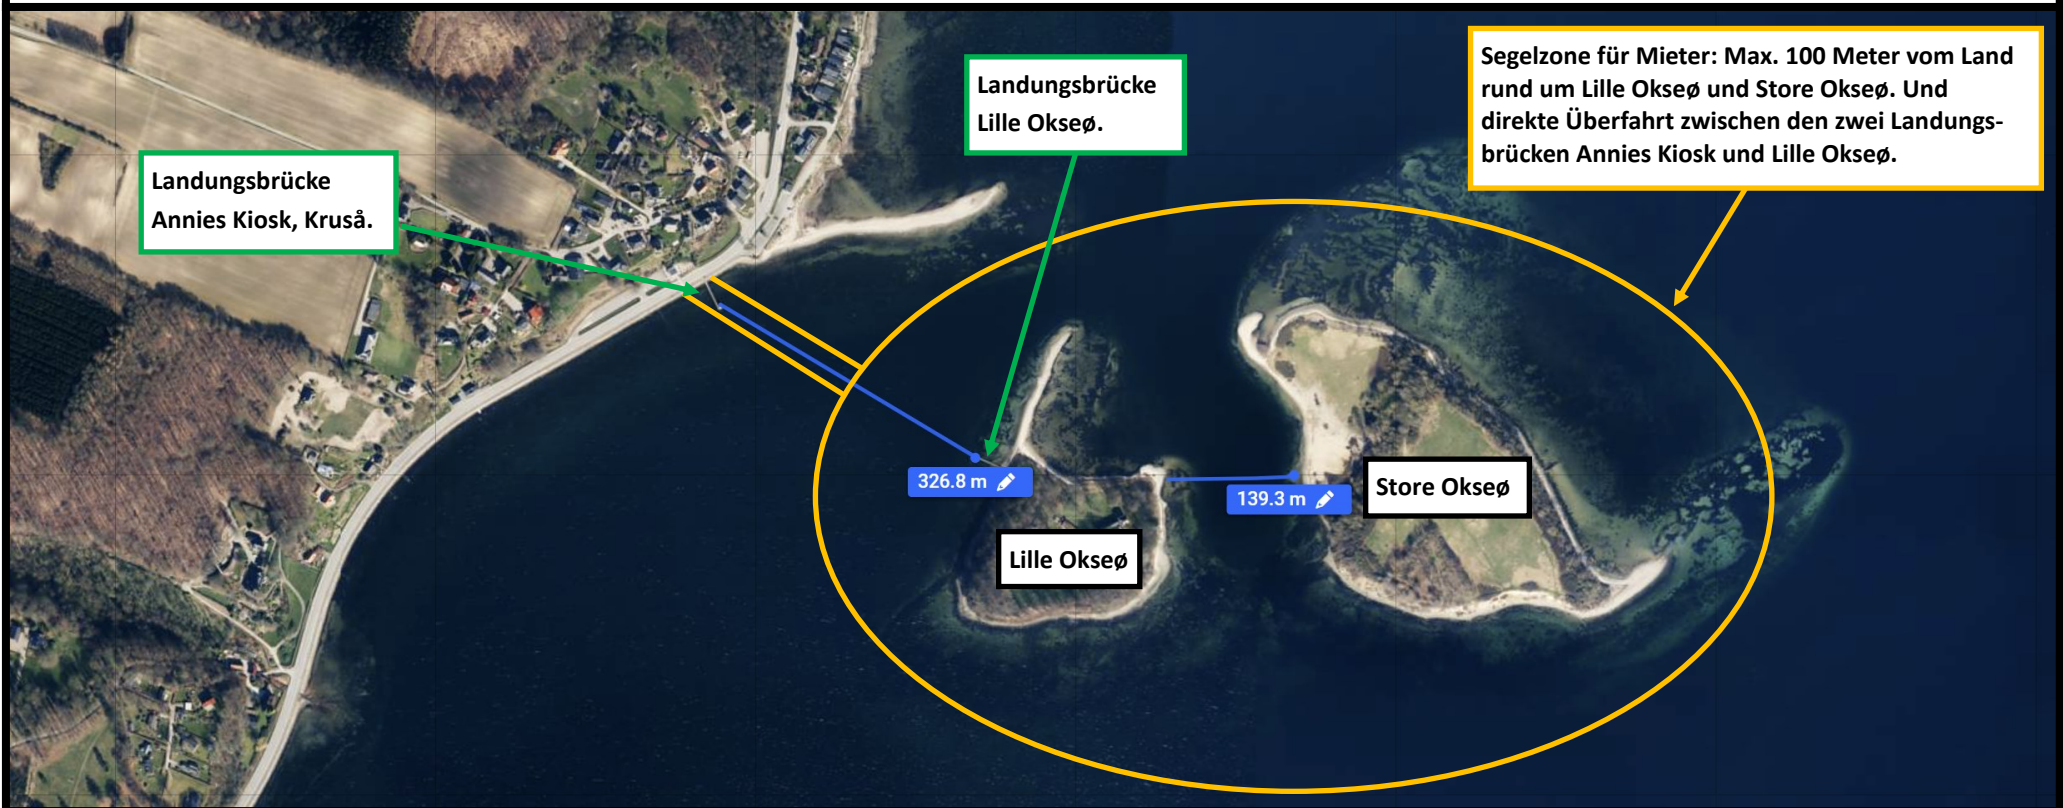 Segelzone für Mieter: Max. 100 Meter vom Land
rund um Lille Okseø und Store Okseø. Und
direkte Überfahrt zwischen den zwei Landungs-
brücken Annies Kiosk und Lille Okseø.
Landungsbrücke
Lille Okseø.
Landungsbrücke
Annies Kiosk, Kruså.
326.8 m
139.3 m
Store Okseø
Lille Okseø